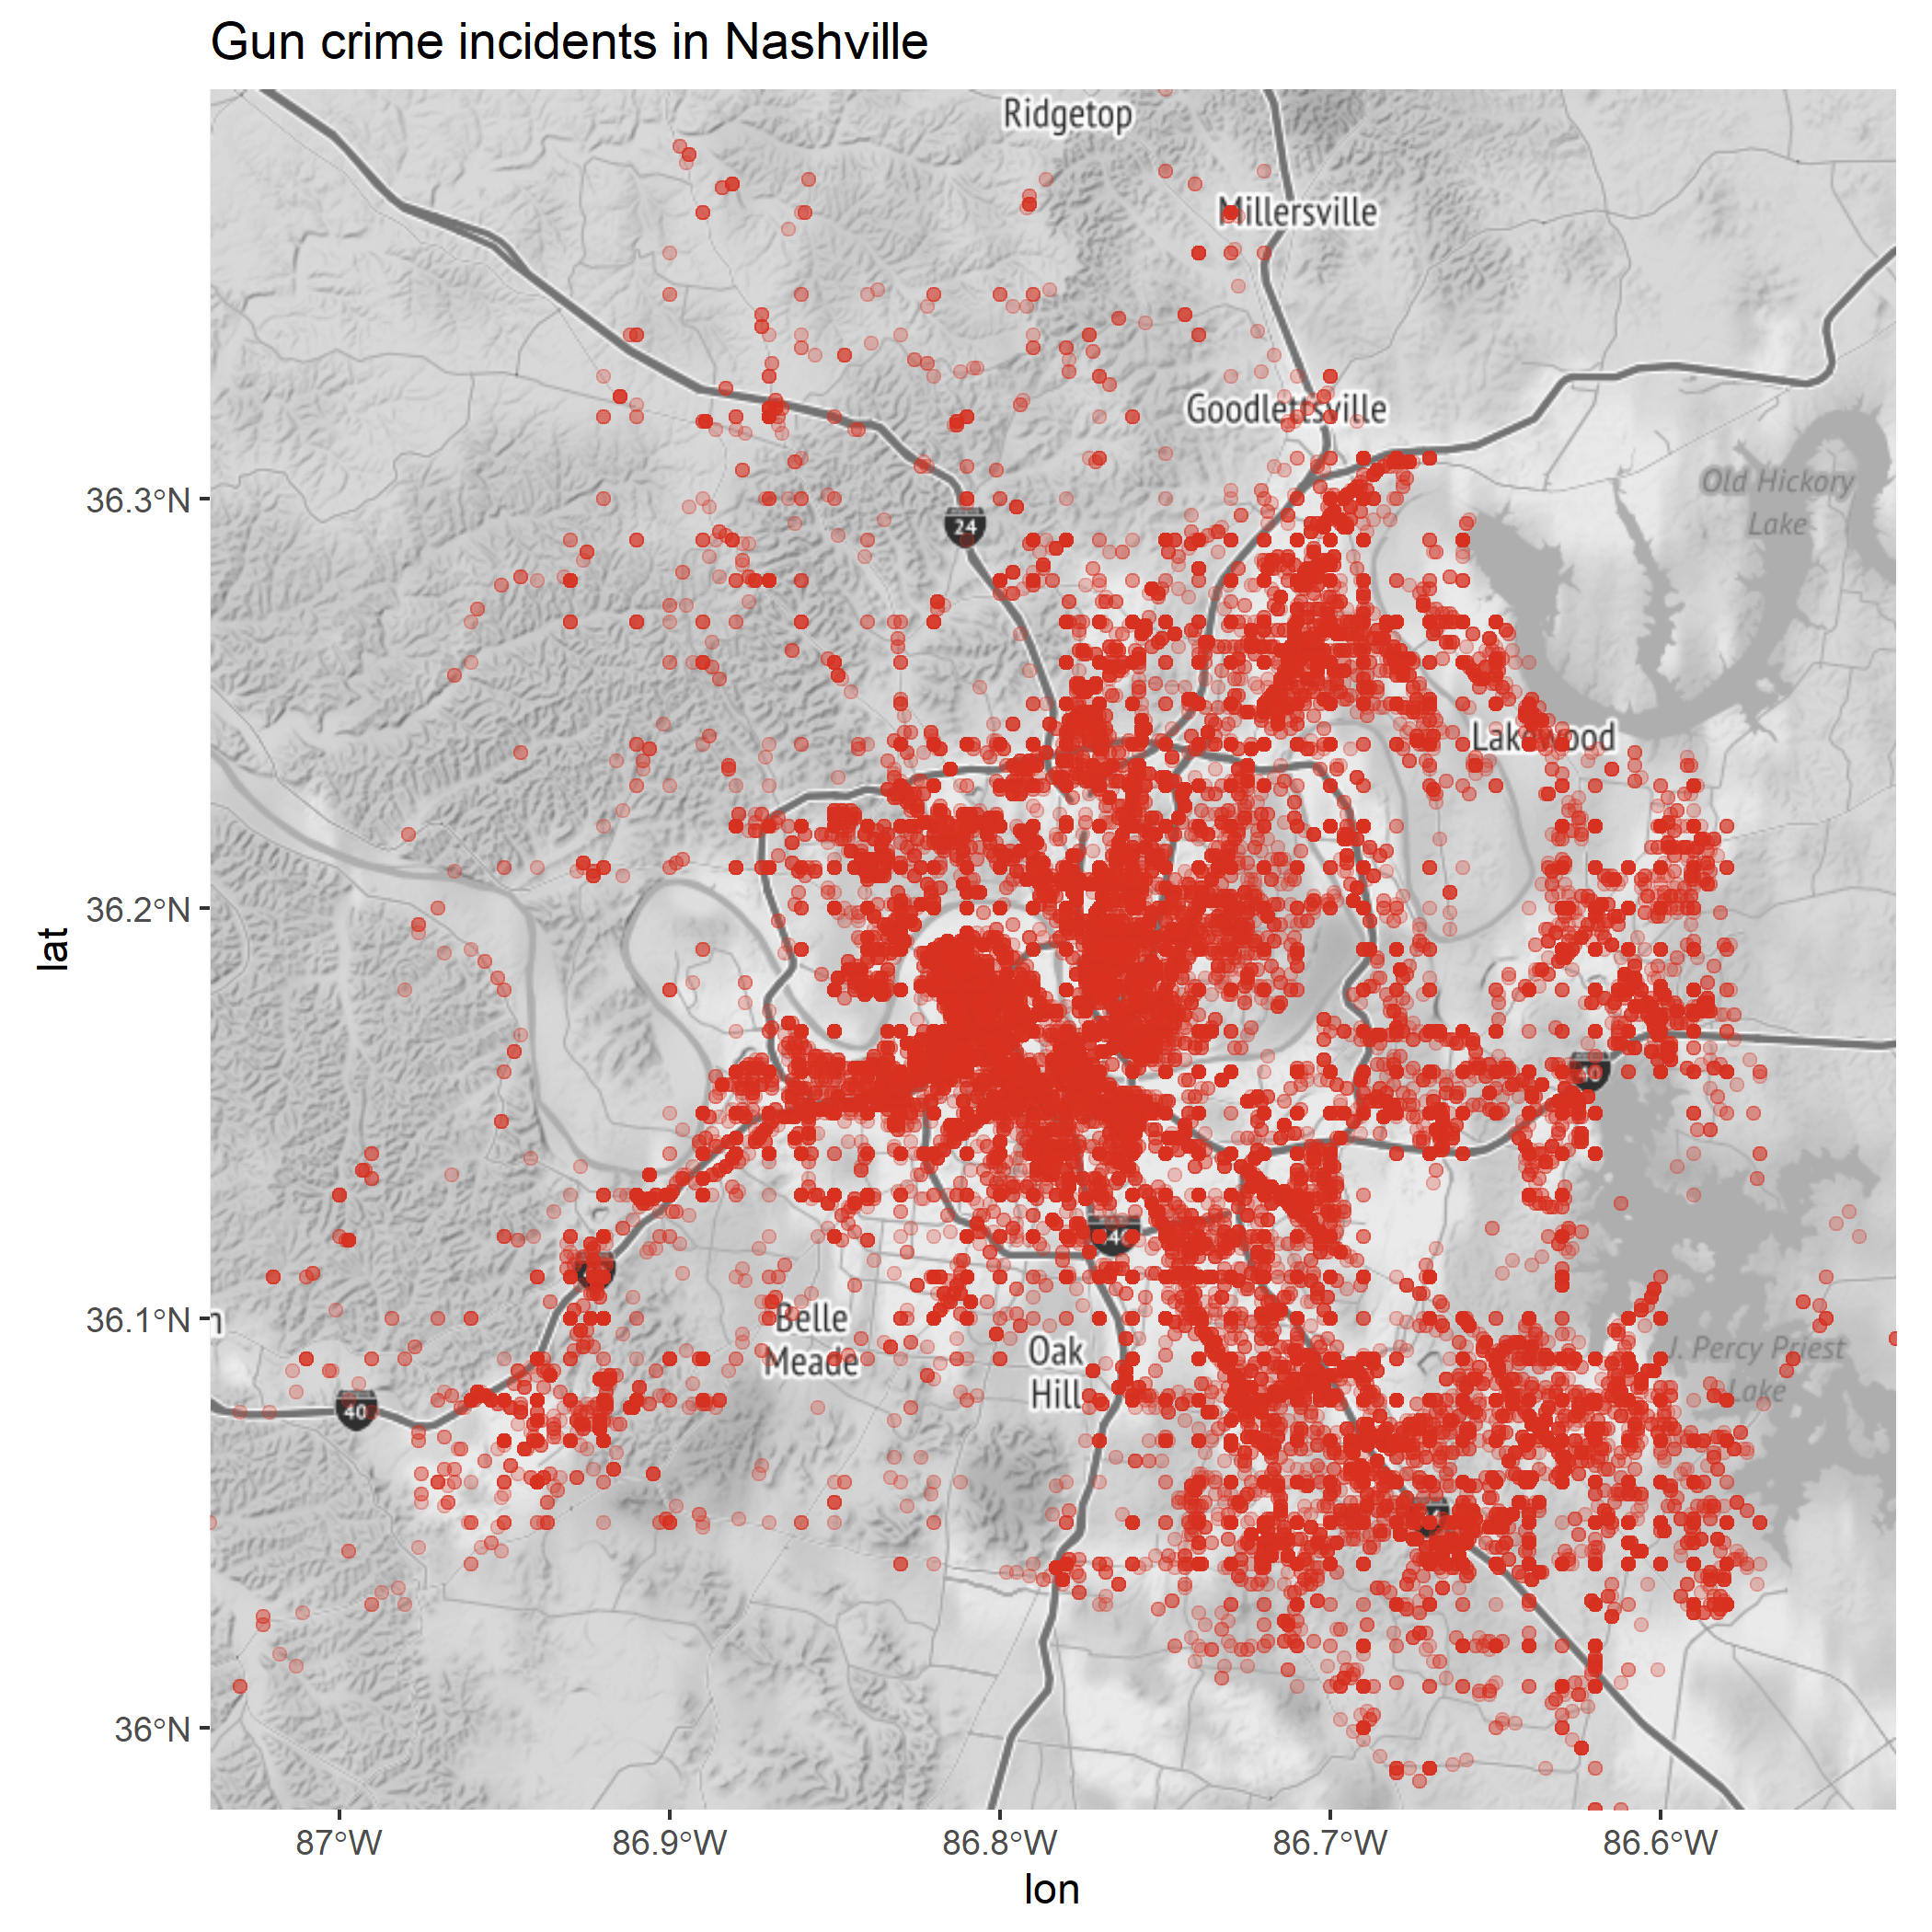 Gun crime incidents in Nashville
Ridgetop
Millersville
Goodlettsville
Old Hickory
Lake
36.3°N
24
Lakewood
36.2°N
lat
40
36.1°N
Belle
Meade
Oak
Hill
J. Percy Priest
Lake
40
36°N
87°W
86.9°W
86.8°W
86.7°W
86.6°W
lon